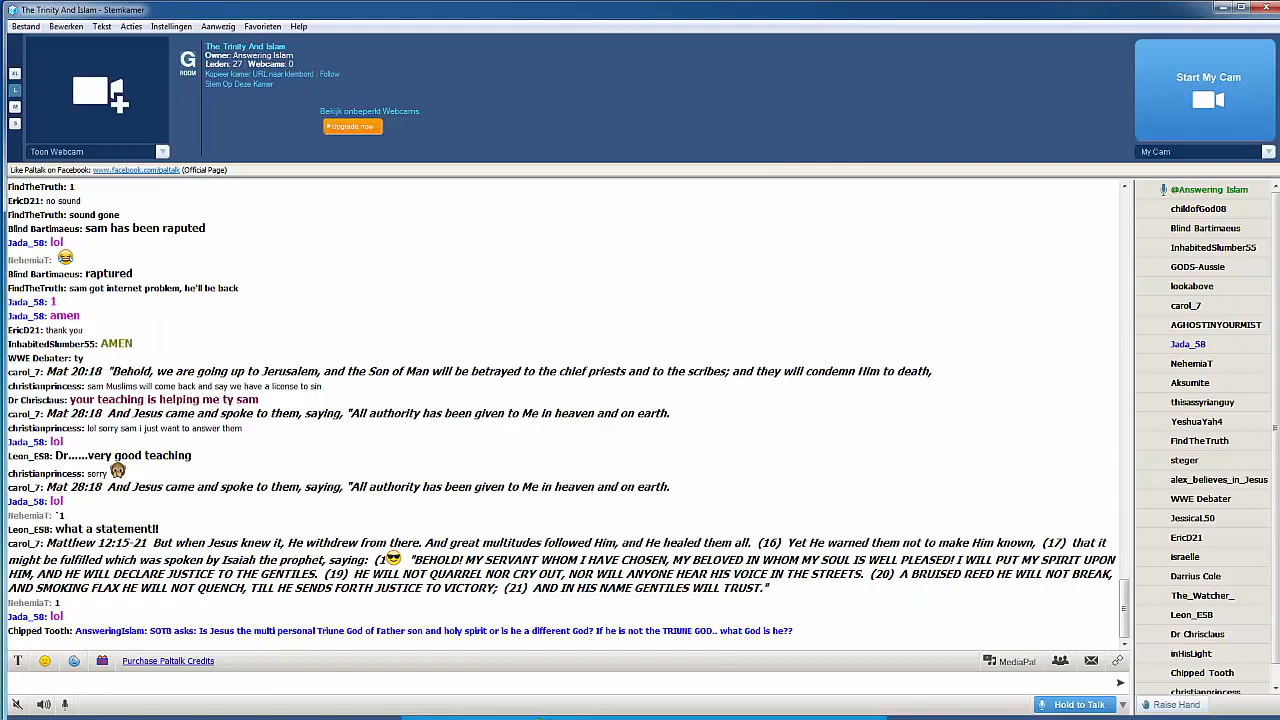 The Trinity And Islam - Stemkamer
Bestand Bewerken Tekst Acties Instellingen Aanwezig Favorieten Help
The Trinity And Islam
Owner: Answering Islam
Leden: 27 Webcams: 0
Kopieer kamer URL naar klembord Follow
Stem Op Deze Kamer
G
ROOM
XL
L
M
S
Bekijk onbeperkt Webcams
Upgrade now
Start My Cam
Toon Webcam
My Cam
Like Paltalk on Facebook: www.facebook.com/paltalk (Official Page)
FindTheTruth: 1
EricD21: no sound
FindTheTruth: sound gone
Blind Bartimaeus: sam has been raputed
Jada_58: lol
NehemiaT:
Blind Bartimaeus: raptured
FindTheTruth: sam got internet problem, he'll be back
Jada_58: 1
Jada_58: amen
EricD21: thank you
InhabitedSlumber55: AMEN
WWE Debater: ty
carol_7: Mat 20:18 "Behold, we are going up to Jerusalem, and the Son of Man will be betrayed to the chief priests and to the scribes; and they will condemn Him to death,
christianprincess: sam Muslims will come back and say we have a license to sin
Dr Chrisclaus: your teaching is helping me ty sam
carol_7: Mat 28:18 And Jesus came and spoke to them, saying, "All authority has been given to Me in heaven and on earth.
christianprincess: lol sorry sam i just want to answer them
Jada_58: lol
Leon_ESB: Dr......very good teaching
christianprincess: sorry
carol_7: Mat 28:18 And Jesus came and spoke to them, saying, "All authority has been given to Me in heaven and on earth.
Jada_58: lol
NehemiaT: `1
Leon_ESB: what a statement!!
carol_7: Matthew 12:15-21 But when Jesus knew it, He withdrew from there. And great multitudes followed Him, and He healed them all. (16) Yet He warned them not to make Him known, (17) that it
might be fulfilled which was spoken by Isaiah the prophet, saying: (1 "BEHOLD! MY SERVANT WHOM I HAVE CHOSEN, MY BELOVED IN WHOM MY SOUL IS WELL PLEASED! I WILL PUT MY SPIRIT UPON
HIM, AND HE WILL DECLARE JUSTICE TO THE GENTILES. (19) HE WILL NOT QUARREL NOR CRY OUT, NOR WILL ANYONE HEAR HIS VOICE IN THE STREETS. (20) A BRUISED REED HE WILL NOT BREAK,
AND SMOKING FLAX HE WILL NOT QUENCH, TILL HE SENDS FORTH JUSTICE TO VICTORY; (21) AND IN HIS NAME GENTILES WILL TRUST."
NehemiaT: 1
Jada_58: lol
Chipped Tooth: AnsweringIslam: SOTB asks: Is Jesus the multi personal Triune God of Father son and holy spirit or is he a different God? If he is not the TRIUNE GOD.. what God is he??
@Answering Islam
childofGod08
Blind Bartimaeus
InhabitedSlumber55
GODS-Aussie
lookabove
carol_7
AGHOSTINYOURMIST
Jada_58
NehemiaT
Aksumite
thisassyrianguy
YeshuaYah4
FindTheTruth
steger
alex_believes_in_Jesus
WWE Debater
JessicaL50
EricD21
israelle
Darrius Cole
The_Watcher_
Leon_ESB
Dr Chrisclaus
inHisLight
Chipped Tooth
christianprincess
T Purchase Paltalk Credits MediaPal
Hold to Talk Raise Hand